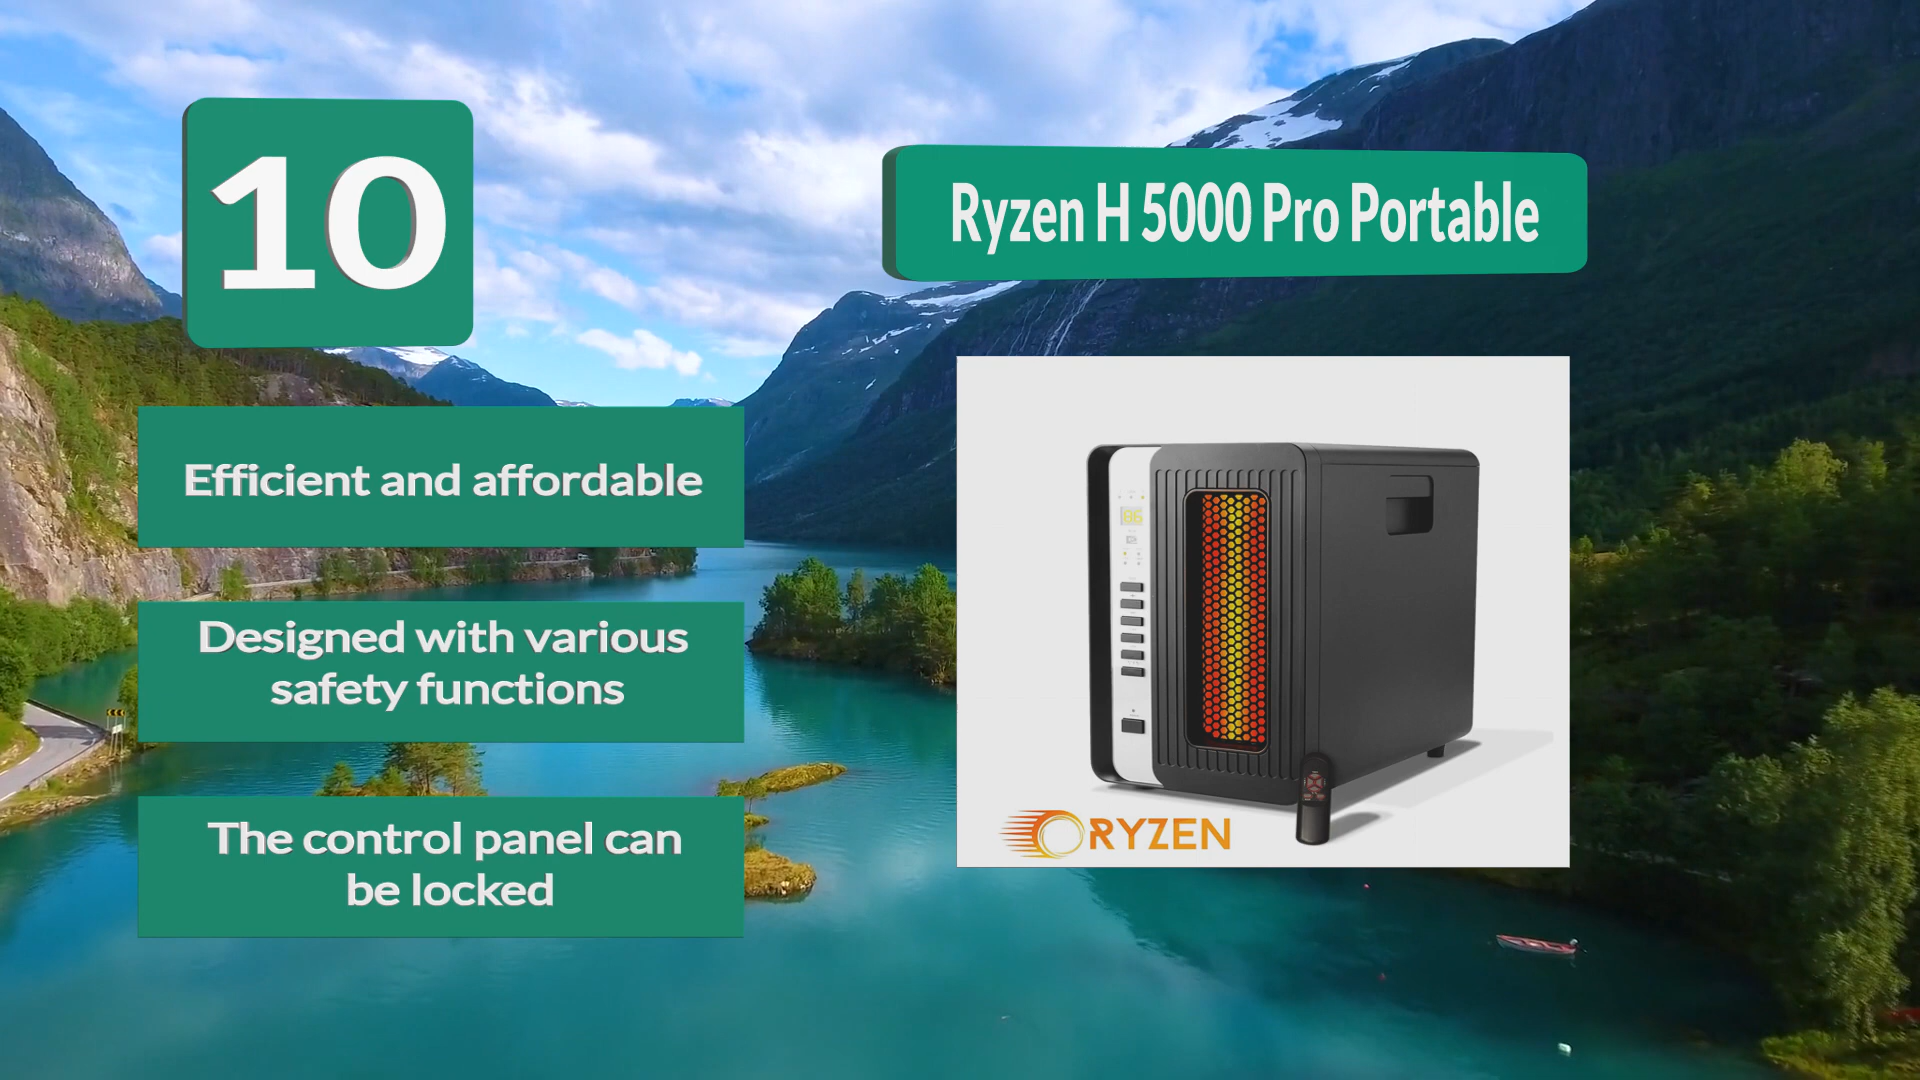 10
Ryzen H 5000 Pro Portable
Efficient and affordable
Designed with various
safety functions
The control panel can
be locked
86
RYZEN